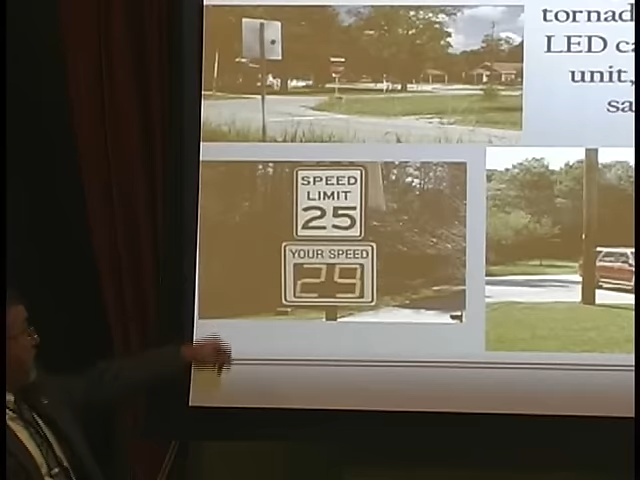 tornad
LED ca
unit,
sa
SPEED
LIMIT
25
YOUR SPEED
29